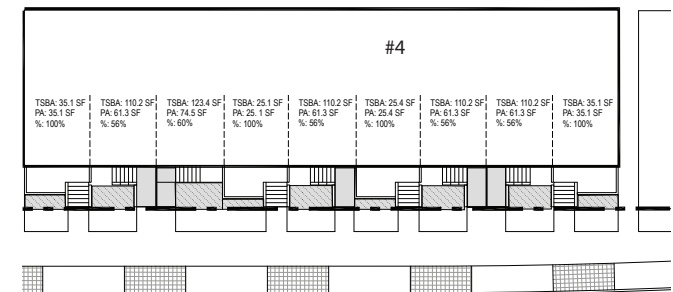 #4
TSBA: 35.1 SF
PA: 35.1 SF
%: 100%
TSBA: 110.2 SF
PA: 61.3 SF
%: 56%
TSBA: 123.4 SF
PA: 74.5 SF
%: 60%
TSBA: 25.1 SF
PA: 25. 1 SF
%: 100%
TSBA: 110.2 SF
PA: 61.3 SF
%: 56%
TSBA: 25.4 SF
PA: 25.4 SF
%: 100%
TSBA: 110.2 SF
PA: 61.3 SF
%: 56%
TSBA: 110.2 SF
PA: 61.3 SF
%: 56%
TSBA: 35.1 SF
PA: 35.1 SF
%: 100%